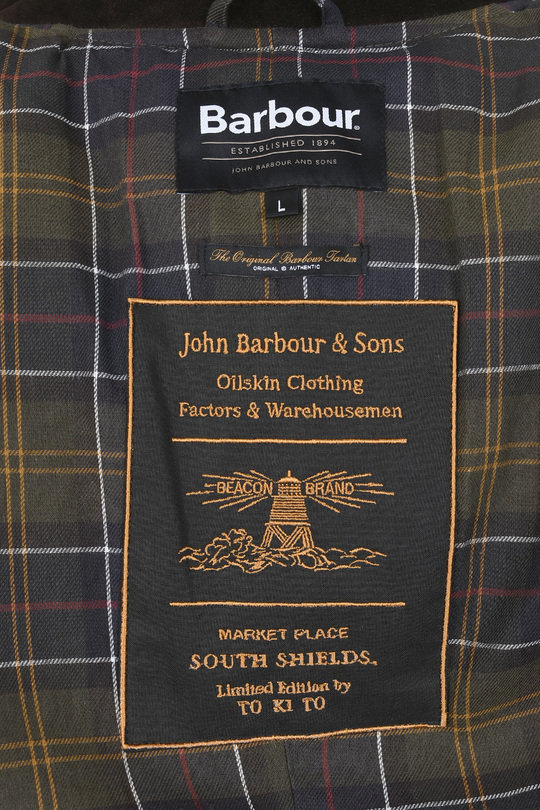 Barbour
ESTABLISHED 1894
JOHN BARBOUR AND SONS
L
The Original Barbour Tartan
ORIGINAL © AUTHENTIC
John Barbour & Sons
Oilskin Clothing
Factors & Warehousemen
BEACON BRAND
MARKET PLACE
SOUTH SHIELDS.
Limited Edition by
TO KI TO